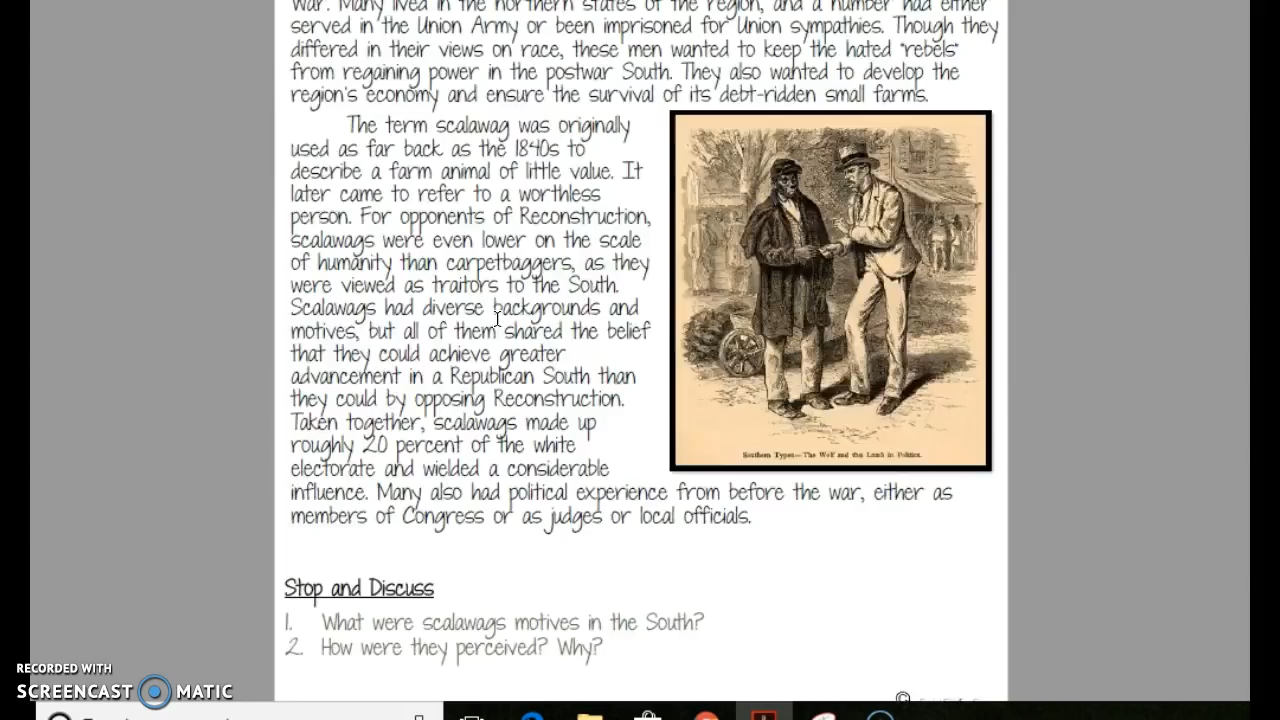 War. Many lived in the northern states of the region, and a number had either
served in the Union Army or been imprisoned for Union sympathies. Though they
differed in their views on race, these men wanted to keep the hated "rebels"
from regaining power in the postwar South. They also wanted to develop the
region's economy and ensure the survival of its debt-ridden small farms.
The term scalawag was originally
used as far back as the 1840s to
describe a farm animal of little value. It
later came to refer to a worthless
person. For opponents of Reconstruction,
scalawags were even lower on the scale
of humanity than carpetbaggers, as they
were viewed as traitors to the South.
Scalawags had diverse backgrounds and
motives, but all of them shared the belief
that they could achieve greater
advancement in a Republican South than
they could by opposing Reconstruction.
Taken together, scalawags made up
roughly 20 percent of the white
electorate and wielded a considerable
influence. Many also had political experience from before the war, either as
members of Congress or as judges or local officials.
Southern Types—The Wolf and the Lamb in Politics.
Stop and Discuss
1. What were scalawags motives in the South?
2. How were they perceived? Why?
©
RECORDED WITH
SCREENCAST MATIC